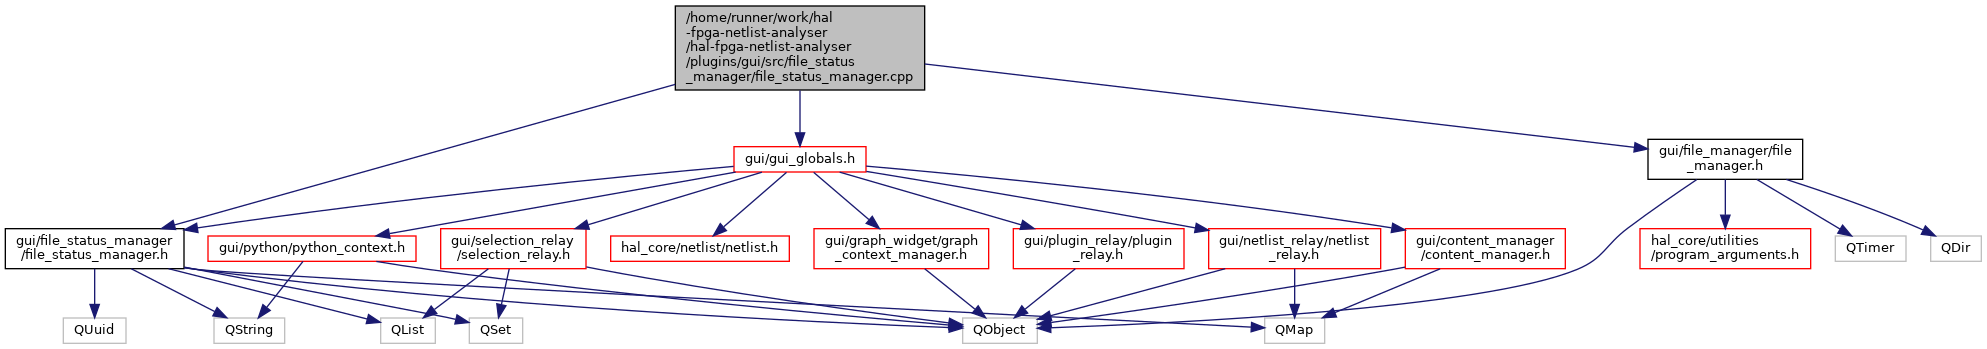 /home/runner/work/hal
-fpga-netlist-analyser
/hal-fpga-netlist-analyser
/plugins/gui/src/file_status
_manager/file_status_manager.cpp
gui/gui_globals.h
gui/file_manager/file
_manager.h
gui/file_status_manager
/file_status_manager.h
gui/python/python_context.h
gui/selection_relay
/selection_relay.h
hal_core/netlist/netlist.h
gui/graph_widget/graph
_context_manager.h
gui/plugin_relay/plugin
_relay.h
gui/netlist_relay/netlist
_relay.h
gui/content_manager
/content_manager.h
hal_core/utilities
/program_arguments.h
QTimer
QDir
QUuid
QString
QList
QSet
QObject
QMap